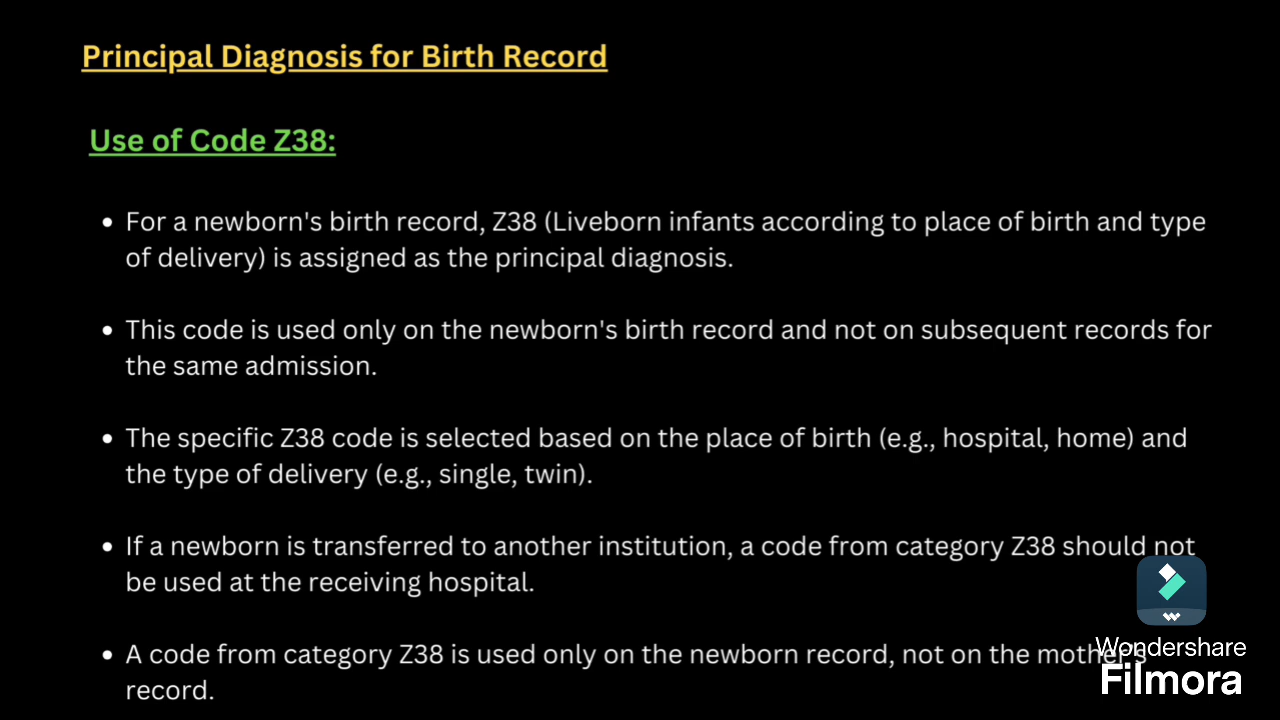 Principal Diagnosis for Birth Record
Use of Code Z38:
• For a newborn's birth record, Z38 (Liveborn infants according to place of birth and type
of delivery) is assigned as the principal diagnosis.
• This code is used only on the newborn's birth record and not on subsequent records for
the same admission.
• The specific Z38 code is selected based on the place of birth (e.g., hospital, home) and
the type of delivery (e.g., single, twin).
• If a newborn is transferred to another institution, a code from category Z38 should not
be used at the receiving hospital.
• A code from category Z38 is used only on the newborn record, not on the mother's
record.
Wondershare
Filmora